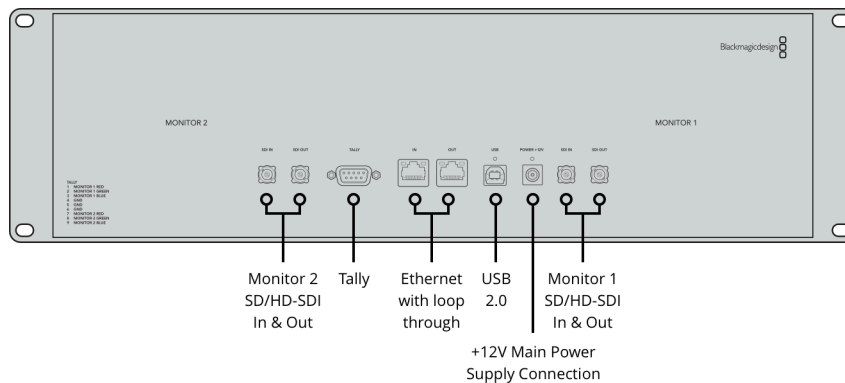 Blackmagicdesign
MONITOR 2
MONITOR 1
SDI IN
SDI OUT
TALLY
IN
OUT
USB
POWER +12V
SDI IN
SDI OUT
TALLY
1 MONITOR 1 RED
2 MONITOR 1 GREEN
3 MONITOR 1 BLUE
4 GND
5 GND
6 GND
7 MONITOR 2 RED
8 MONITOR 2 GREEN
9 MONITOR 2 BLUE
Monitor 2
SD/HD-SDI
In & Out
Tally
Ethernet
with loop
through
USB
2.0
Monitor 1
SD/HD-SDI
In & Out
+12V Main Power
Supply Connection